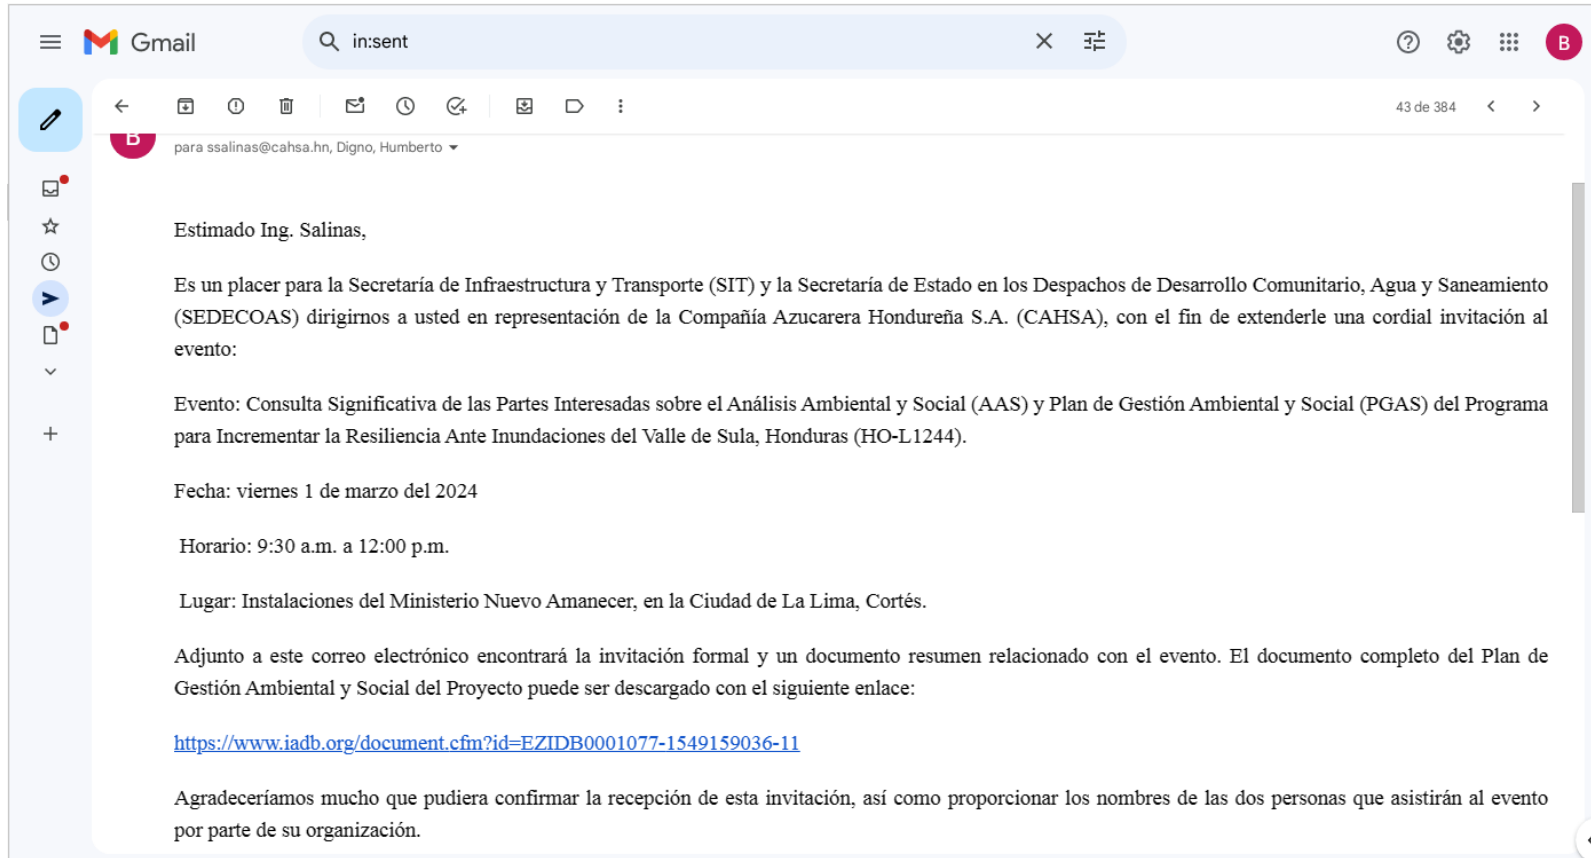 Gmail
in:sent
B
43 de 384
B
para ssalinas@cahsa.hn, Digno, Humberto
Estimado Ing. Salinas,
Es un placer para la Secretaría de Infraestructura y Transporte (SIT) y la Secretaría de Estado en los Despachos de Desarrollo Comunitario, Agua y Saneamiento
(SEDECOAS) dirigirnos a usted en representación de la Compañía Azucarera Hondureña S.A. (CAHSA), con el fin de extenderle una cordial invitación al
evento:
Evento: Consulta Significativa de las Partes Interesadas sobre el Análisis Ambiental y Social (AAS) y Plan de Gestión Ambiental y Social (PGAS) del Programa
para Incrementar la Resiliencia Ante Inundaciones del Valle de Sula, Honduras (HO-L1244).
Fecha: viernes 1 de marzo del 2024
Horario: 9:30 a.m. a 12:00 p.m.
Lugar: Instalaciones del Ministerio Nuevo Amanecer, en la Ciudad de La Lima, Cortés.
Adjunto a este correo electrónico encontrará la invitación formal y un documento resumen relacionado con el evento. El documento completo del Plan de
Gestión Ambiental y Social del Proyecto puede ser descargado con el siguiente enlace:
https://www.iadb.org/document.cfm?id=EZIDB0001077-1549159036-11
Agradeceríamos mucho que pudiera confirmar la recepción de esta invitación, así como proporcionar los nombres de las dos personas que asistirán al evento
por parte de su organización.